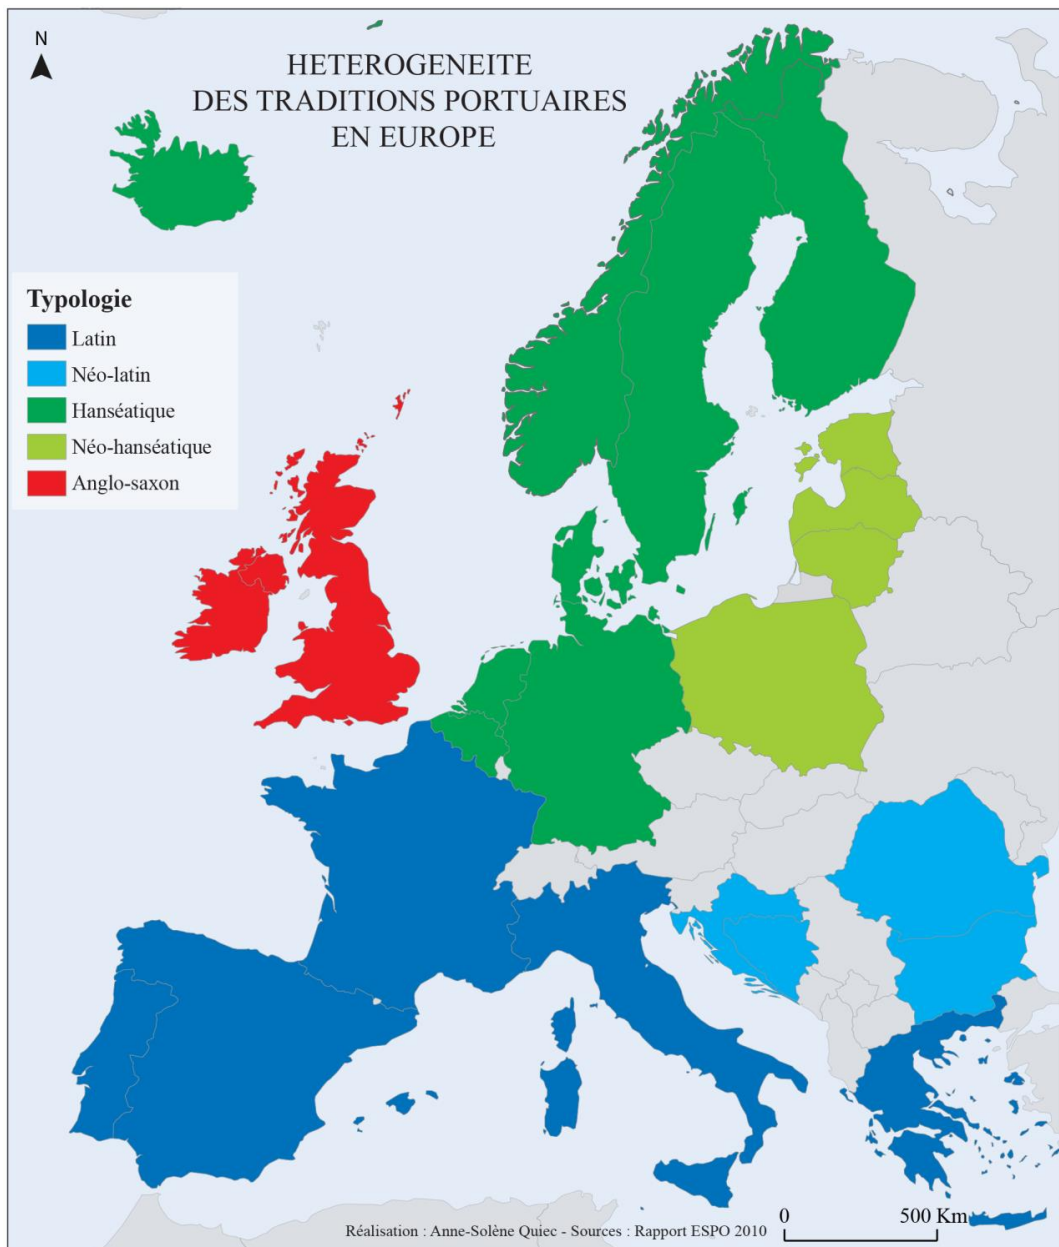 N
HETEROGENEITE
DES TRADITIONS PORTUAIRES
EN EUROPE
Typologie
Latin
Néo-latin
Hanséatique
Néo-hanséatique
Anglo-saxon
0 500 Km
Réalisation : Anne-Solène Quiec - Sources : Rapport ESPO 2010